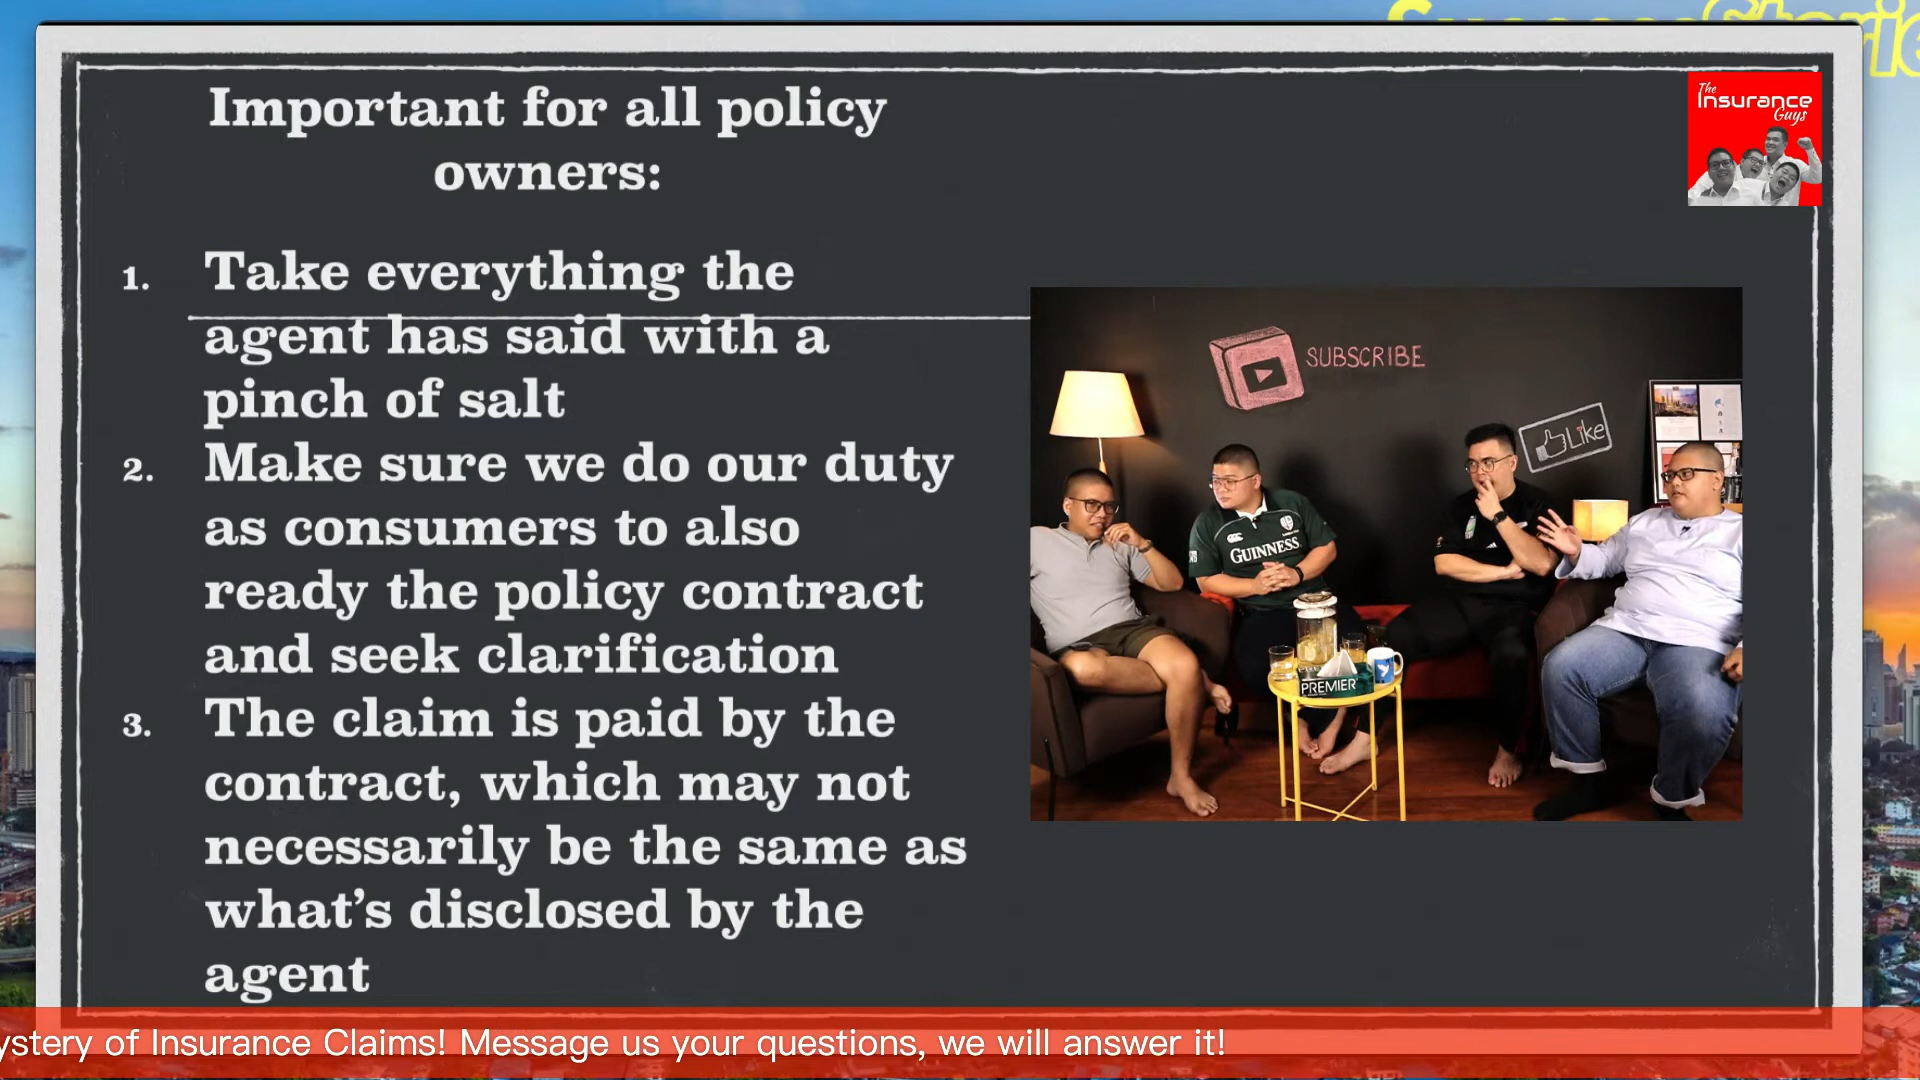 Important for all policy
owners:
1. Take everything the
agent has said with a
pinch of salt
2. Make sure we do our duty
as consumers to also
ready the policy contract
and seek clarification
3. The claim is paid by the
contract, which may not
necessarily be the same as
what's disclosed by the
agent
The
Insurance
Guys
SUBSCRIBE
Like
GUINNESS
PREMIER
ystery of Insurance Claims! Message us your questions, we will answer it!